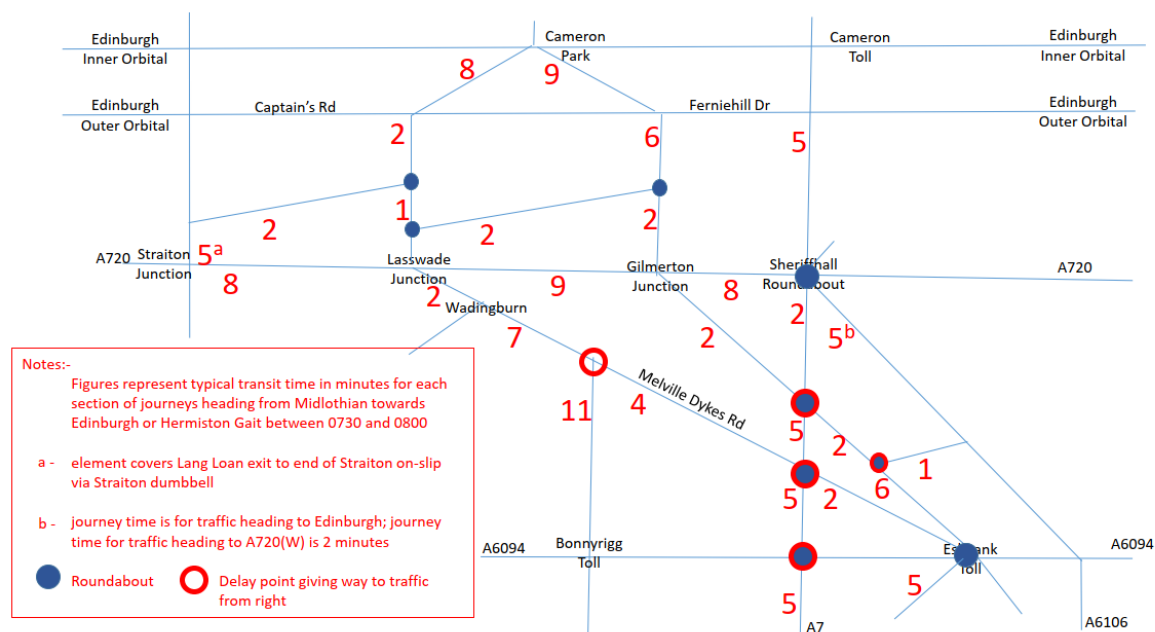 Edinburgh
Inner Orbital
Cameron
Park
Cameron
Toll
Edinburgh
Inner Orbital
8
9
Edinburgh
Outer Orbital
Captain's Rd
Ferniehill Dr
Edinburgh
Outer Orbital
2
6
5
1
2
2
2
A720
Straiton
Junction
5a
8
Lasswade
Junction
9
Gilmerton
Junction
8
Sheriffhall
Roundabout
A720
2
Wadingburn
7
2
2
5b
11
4
Melville Dykes Rd
5
2
6
1
5
2
A6094
Bonnyrigg
Toll
Eskbank
Toll
A6094
5
5
A7
A6106
Notes:-
Figures represent typical transit time in minutes for each
section of journeys heading from Midlothian towards
Edinburgh or Hermiston Gait between 0730 and 0800
a - element covers Lang Loan exit to end of Straiton on-slip
via Straiton dumbbell
b - journey time is for traffic heading to Edinburgh; journey
time for traffic heading to A720(W) is 2 minutes
Roundabout
Delay point giving way to traffic
from right